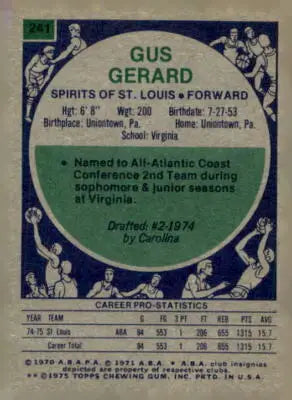 241
GUS
GERARD
SPIRITS OF ST. LOUIS • FORWARD
Hgt: 6' 8" Wgt: 200 Birthdate: 7-27-53
Birthplace: Uniontown, Pa. Home: Uniontown, Pa.
School: Virginia
• Named to All-Atlantic Coast
Conference 2nd Team during
sophomore & junior seasons
at Virginia.
Drafted: #2-1974
by Carolina
CAREER PRO-STATISTICS
YEAR TEAM G FG 3 PT FT REB PTS AVG
74-75 St. Louis ABA 84 553 1 206 655 1315 15.7
Career Total 84 553 1 206 655 1315 15.7
© 1970 A.B.A.P.A. © 1971 A.B.A. • A.B.A. club insignias
depicted are property of respective clubs.
** © 1975 TOPPS CHEWING GUM, INC. PRTD. IN U.S.A.